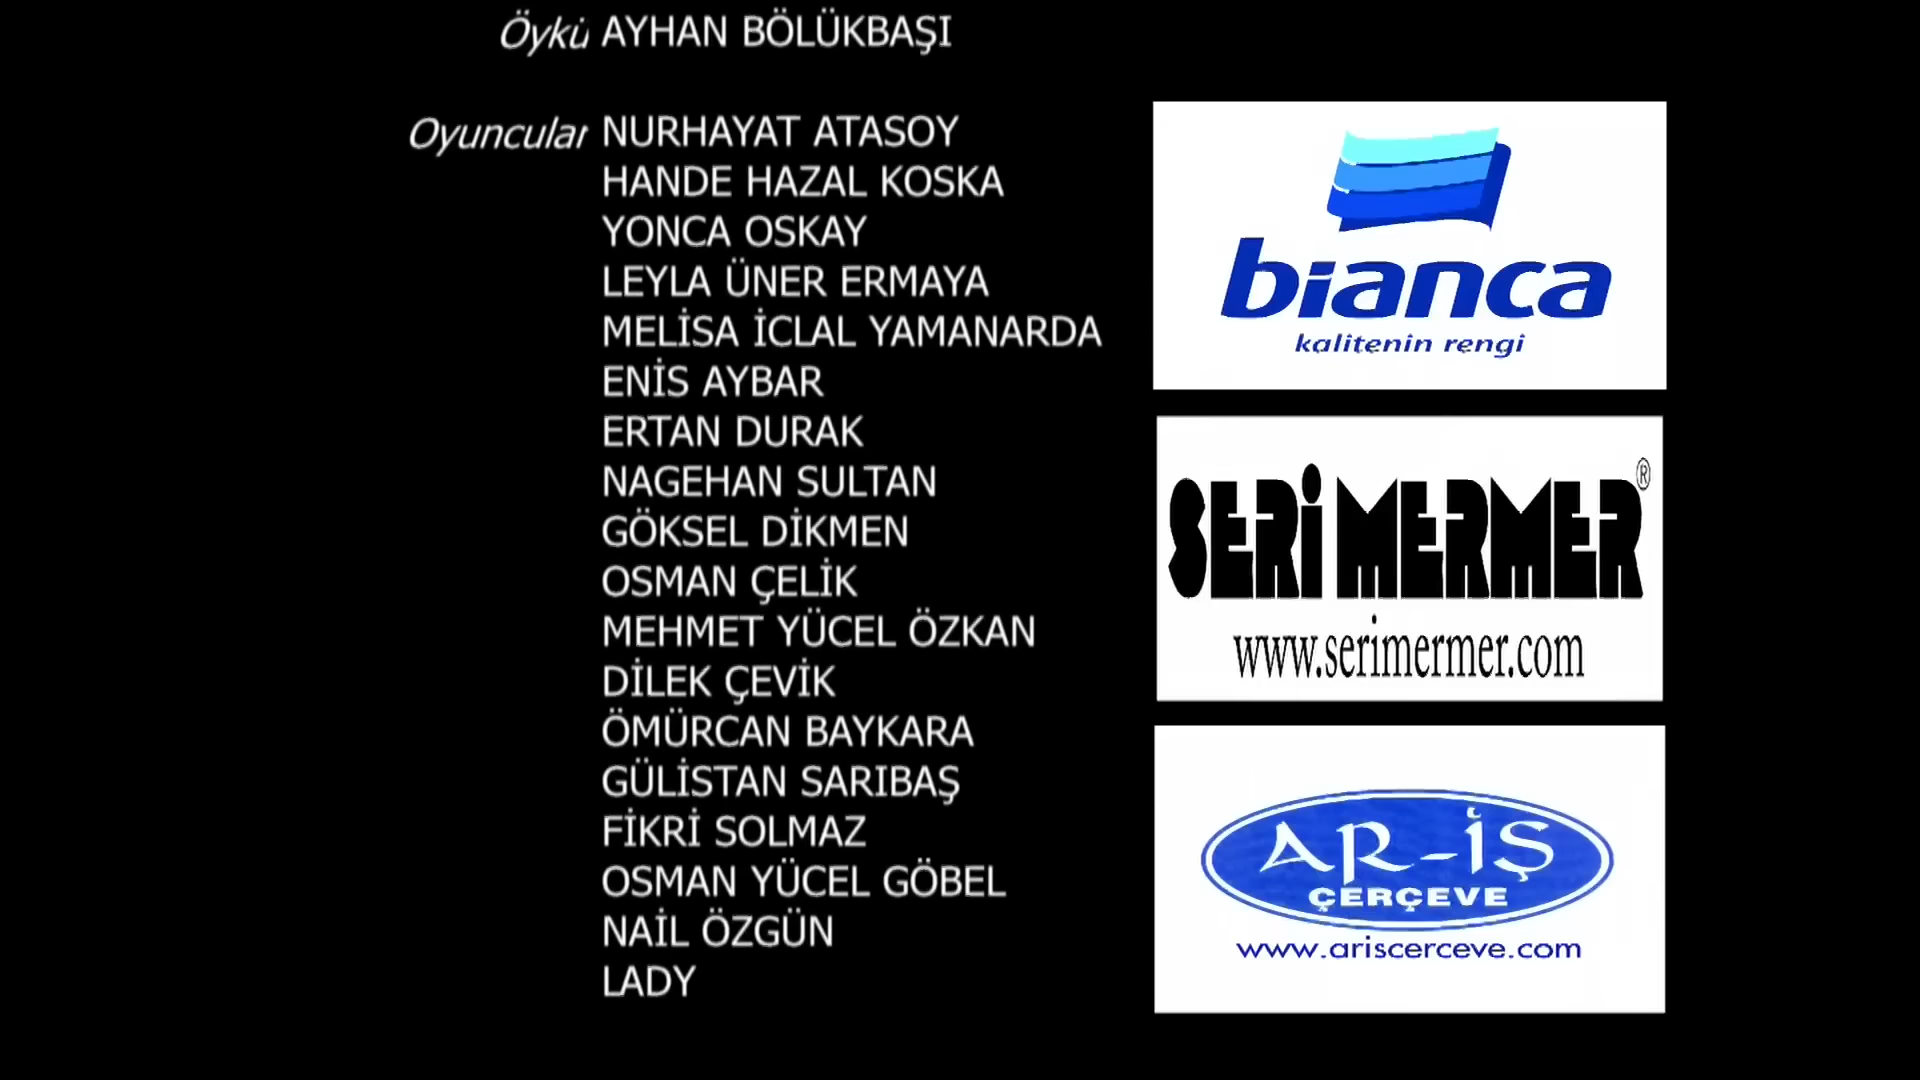 Öykü AYHAN BÖLÜKBAŞI
Oyuncular NURHAYAT ATASOY
HANDE HAZAL KOSKA
YONCA OSKAY
LEYLA ÜNER ERMAYA
MELİSA İCLAL YAMANARDA
ENİS AYBAR
ERTAN DURAK
NAGEHAN SULTAN
GÖKSEL DİKMEN
OSMAN ÇELİK
MEHMET YÜCEL ÖZKAN
DİLEK ÇEVİK
ÖMÜRCAN BAYKARA
GÜLİSTAN SARIBAŞ
FİKRİ SOLMAZ
OSMAN YÜCEL GÖBEL
NAİL ÖZGÜN
LADY
bianca
kalitenin rengi
SERİ MERMER®
www.serimermer.com
AR-İŞ
ÇERÇEVE
www.ariscerceve.com